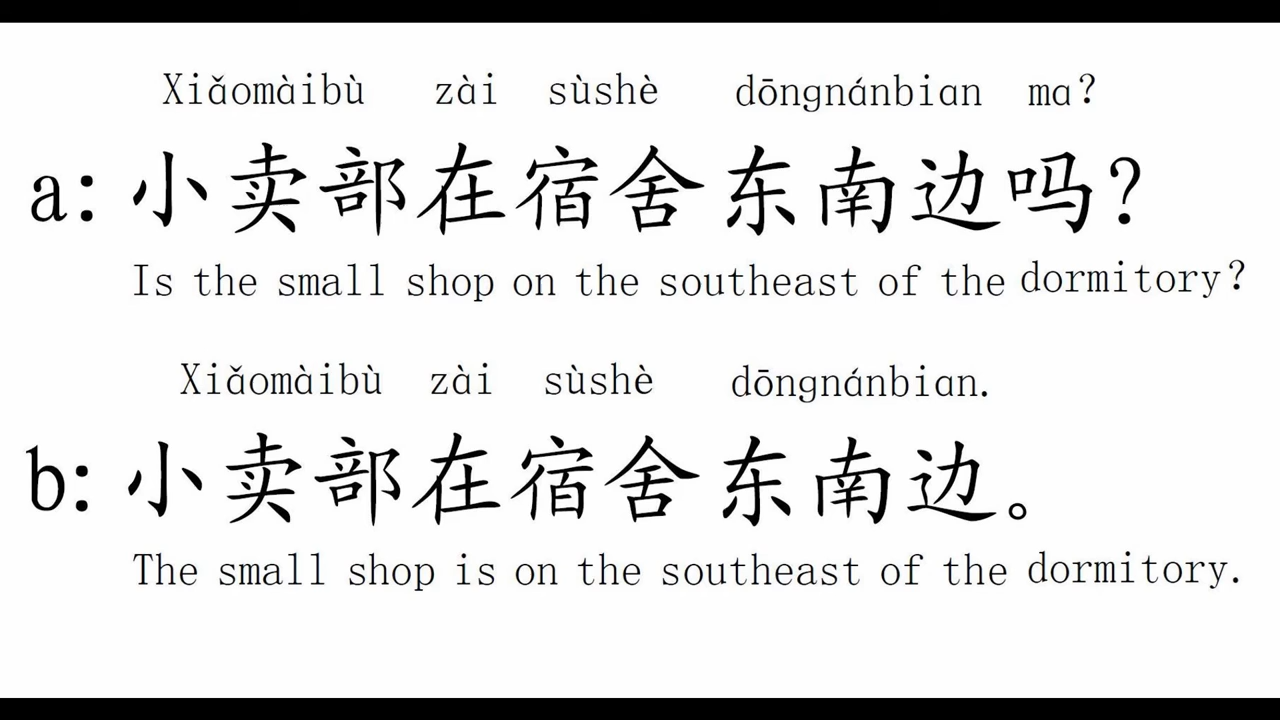 Xiǎomàibù zài sùshè dōngnánbian ma?
a: 小卖部在宿舍东南边吗?
Is the small shop on the southeast of the dormitory?
Xiǎomàibù zài sùshè dōngnánbian.
b: 小卖部在宿舍东南边。
The small shop is on the southeast of the dormitory.